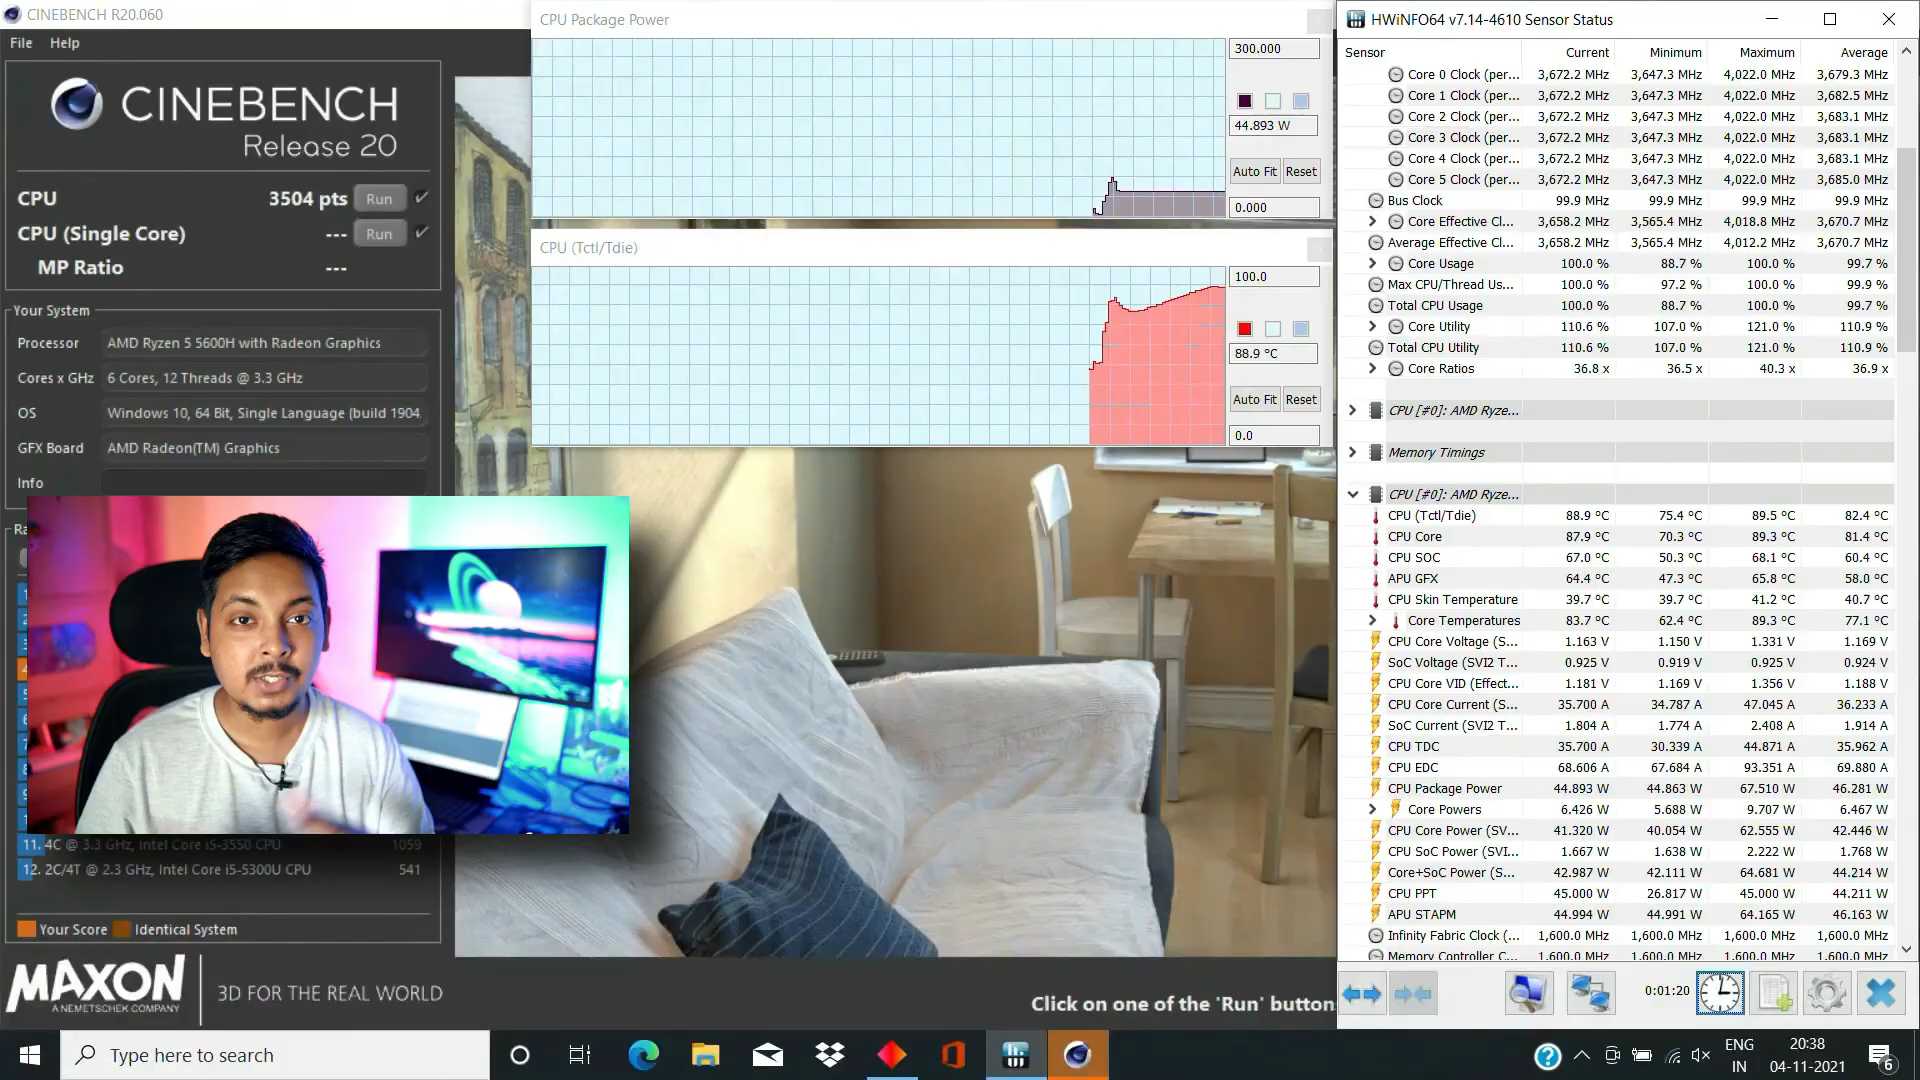 CINEBENCH R20.060
File Help
CINEBENCH
Release 20
CPU 3504 pts Run
CPU (Single Core) --- Run
MP Ratio ---
Your System
Processor AMD Ryzen 5 5600H with Radeon Graphics
Cores x GHz 6 Cores, 12 Threads @ 3.3 GHz
OS Windows 10, 64 Bit, Single Language (build 1904
GFX Board AMD Radeon(TM) Graphics
Info
11. 4C @ 3.3 GHz, Intel Core i5-3550 CPU 1059
12. 2C/4T @ 2.3 GHz, Intel Core i5-5300U CPU 541
Your Score Identical System
MAXON
A NEMETSCHEK COMPANY
3D FOR THE REAL WORLD
Click on one of the 'Run' button
CPU Package Power
300.000
44.893 W
Auto Fit Reset
0.000
CPU (Tctl/Tdie)
100.0
88.9 °C
Auto Fit Reset
0.0
HWiNFO64 v7.14-4610 Sensor Status
Sensor Current Minimum Maximum Average
Core 0 Clock (per... 3,672.2 MHz 3,647.3 MHz 4,022.0 MHz 3,679.3 MHz
Core 1 Clock (per... 3,672.2 MHz 3,647.3 MHz 4,022.0 MHz 3,682.5 MHz
Core 2 Clock (per... 3,672.2 MHz 3,647.3 MHz 4,022.0 MHz 3,683.1 MHz
Core 3 Clock (per... 3,672.2 MHz 3,647.3 MHz 4,022.0 MHz 3,683.1 MHz
Core 4 Clock (per... 3,672.2 MHz 3,647.3 MHz 4,022.0 MHz 3,683.1 MHz
Core 5 Clock (per... 3,672.2 MHz 3,647.3 MHz 4,022.0 MHz 3,685.0 MHz
Bus Clock 99.9 MHz 99.9 MHz 99.9 MHz 99.9 MHz
Core Effective Cl... 3,658.2 MHz 3,565.4 MHz 4,018.8 MHz 3,670.7 MHz
Average Effective Cl... 3,658.2 MHz 3,565.4 MHz 4,012.2 MHz 3,670.7 MHz
Core Usage 100.0 % 88.7 % 100.0 % 99.7 %
Max CPU/Thread Us... 100.0 % 97.2 % 100.0 % 99.9 %
Total CPU Usage 100.0 % 88.7 % 100.0 % 99.7 %
Core Utility 110.6 % 107.0 % 121.0 % 110.9 %
Total CPU Utility 110.6 % 107.0 % 121.0 % 110.9 %
Core Ratios 36.8 x 36.5 x 40.3 x 36.9 x
CPU [#0]: AMD Ryze...
Memory Timings
CPU [#0]: AMD Ryze...
CPU (Tctl/Tdie) 88.9 °C 75.4 °C 89.5 °C 82.4 °C
CPU Core 87.9 °C 70.3 °C 89.3 °C 81.4 °C
CPU SOC 67.0 °C 50.3 °C 68.1 °C 60.4 °C
APU GFX 64.4 °C 47.3 °C 65.8 °C 58.0 °C
CPU Skin Temperature 39.7 °C 39.7 °C 41.2 °C 40.7 °C
Core Temperatures 83.7 °C 62.4 °C 89.3 °C 77.1 °C
CPU Core Voltage (S... 1.163 V 1.150 V 1.331 V 1.169 V
SoC Voltage (SVI2 T... 0.925 V 0.919 V 0.925 V 0.924 V
CPU Core VID (Effect... 1.181 V 1.169 V 1.356 V 1.188 V
CPU Core Current (S... 35.700 A 34.787 A 47.045 A 36.233 A
SoC Current (SVI2 T... 1.804 A 1.774 A 2.408 A 1.914 A
CPU TDC 35.700 A 30.339 A 44.871 A 35.962 A
CPU EDC 68.606 A 67.684 A 93.351 A 69.880 A
CPU Package Power 44.893 W 44.863 W 67.510 W 46.281 W
Core Powers 6.426 W 5.688 W 9.707 W 6.467 W
CPU Core Power (SV... 41.320 W 40.054 W 62.555 W 42.446 W
CPU SoC Power (SVI... 1.667 W 1.638 W 2.222 W 1.768 W
Core+SoC Power (S... 42.987 W 42.111 W 64.681 W 44.214 W
CPU PPT 45.000 W 26.817 W 45.000 W 44.211 W
APU STAPM 44.994 W 44.991 W 64.165 W 46.163 W
Infinity Fabric Clock (... 1,600.0 MHz 1,600.0 MHz 1,600.0 MHz 1,600.0 MHz
Memory Controller C... 1,600.0 MHz 1,600.0 MHz 1,600.0 MHz 1,600.0 MHz
0:01:20
Type here to search
ENG
IN
20:38
04-11-2021
6